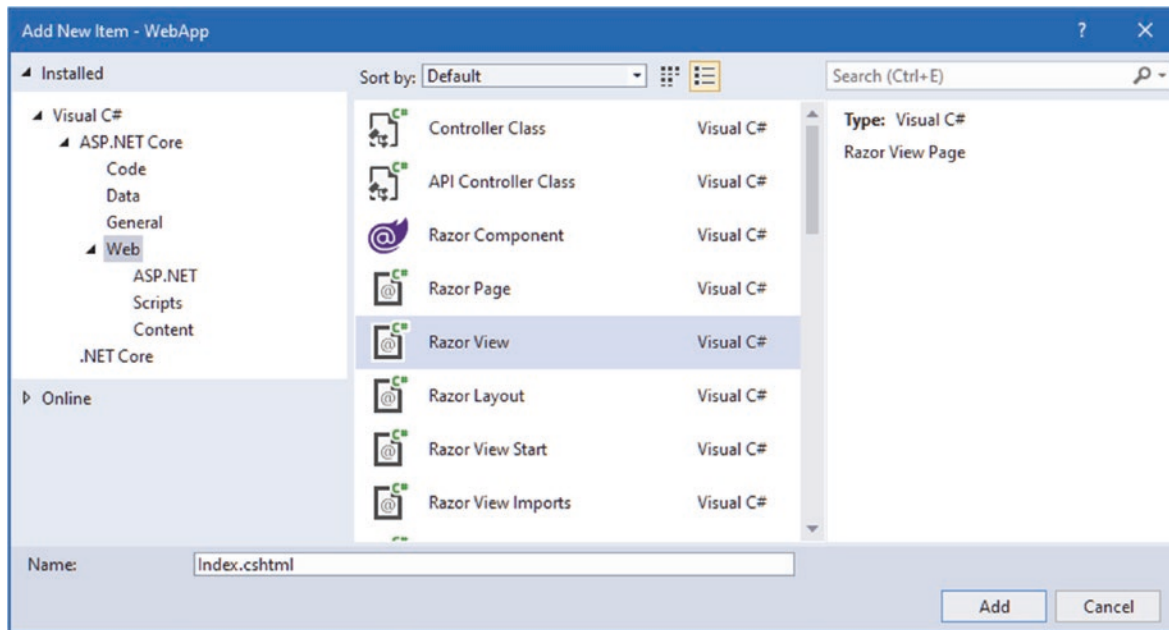 Add New Item - WebApp ? ×
Installed
Sort by: Default
Search (Ctrl+E)
Visual C#
ASP.NET Core
Code
Data
General
Web
ASP.NET
Scripts
Content
.NET Core
Online
C# Controller Class Visual C#
C# API Controller Class Visual C#
@ Razor Component Visual C#
C# @ Razor Page Visual C#
C# @ Razor View Visual C#
C# @ Razor Layout Visual C#
C# @ Razor View Start Visual C#
C# @ Razor View Imports Visual C#
Type: Visual C#
Razor View Page
Name: Index.cshtml
Add Cancel